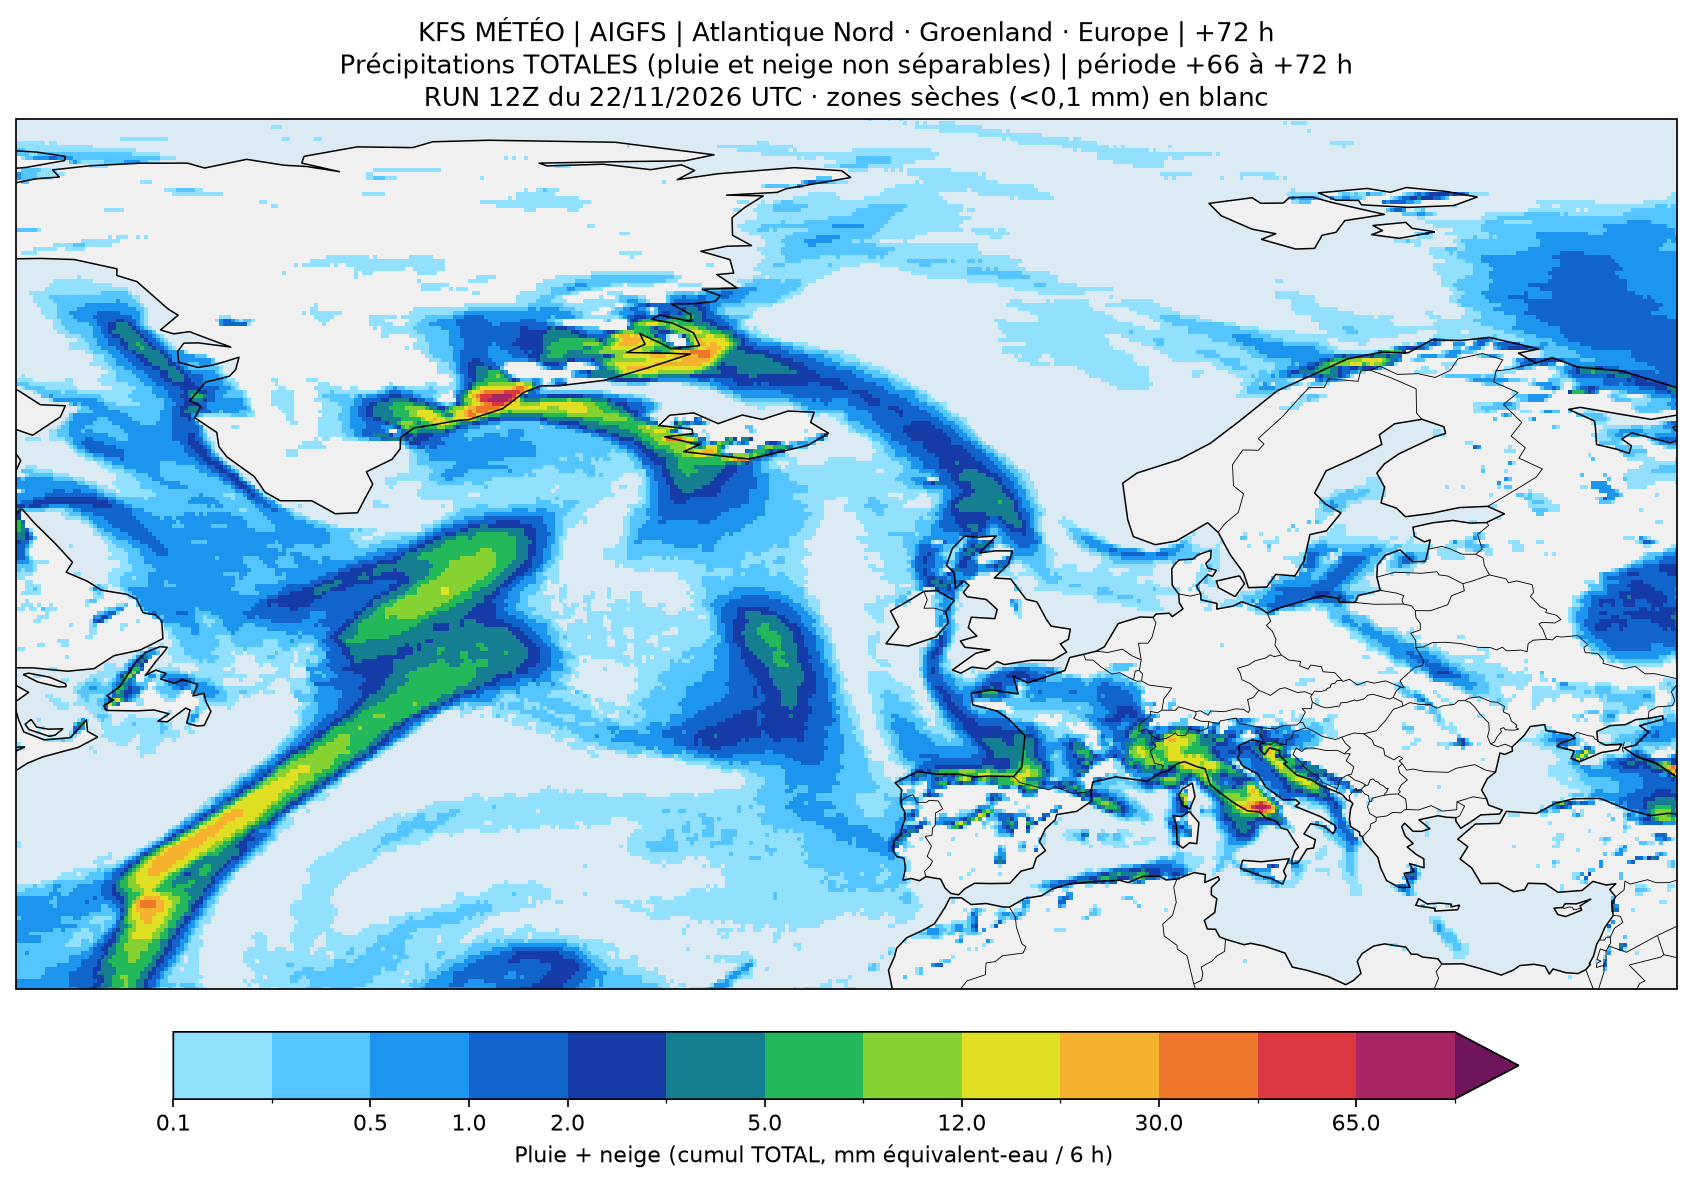 KFS MÉTÉO | AIGFS | Atlantique Nord · Groenland · Europe | +72 h
Précipitations TOTALES (pluie et neige non séparables) | période +66 à +72 h
RUN 12Z du 22/11/2026 UTC · zones sèches (<0,1 mm) en blanc
0.1 0.5 1.0 2.0 5.0 12.0 30.0 65.0
Pluie + neige (cumul TOTAL, mm équivalent-eau / 6 h)